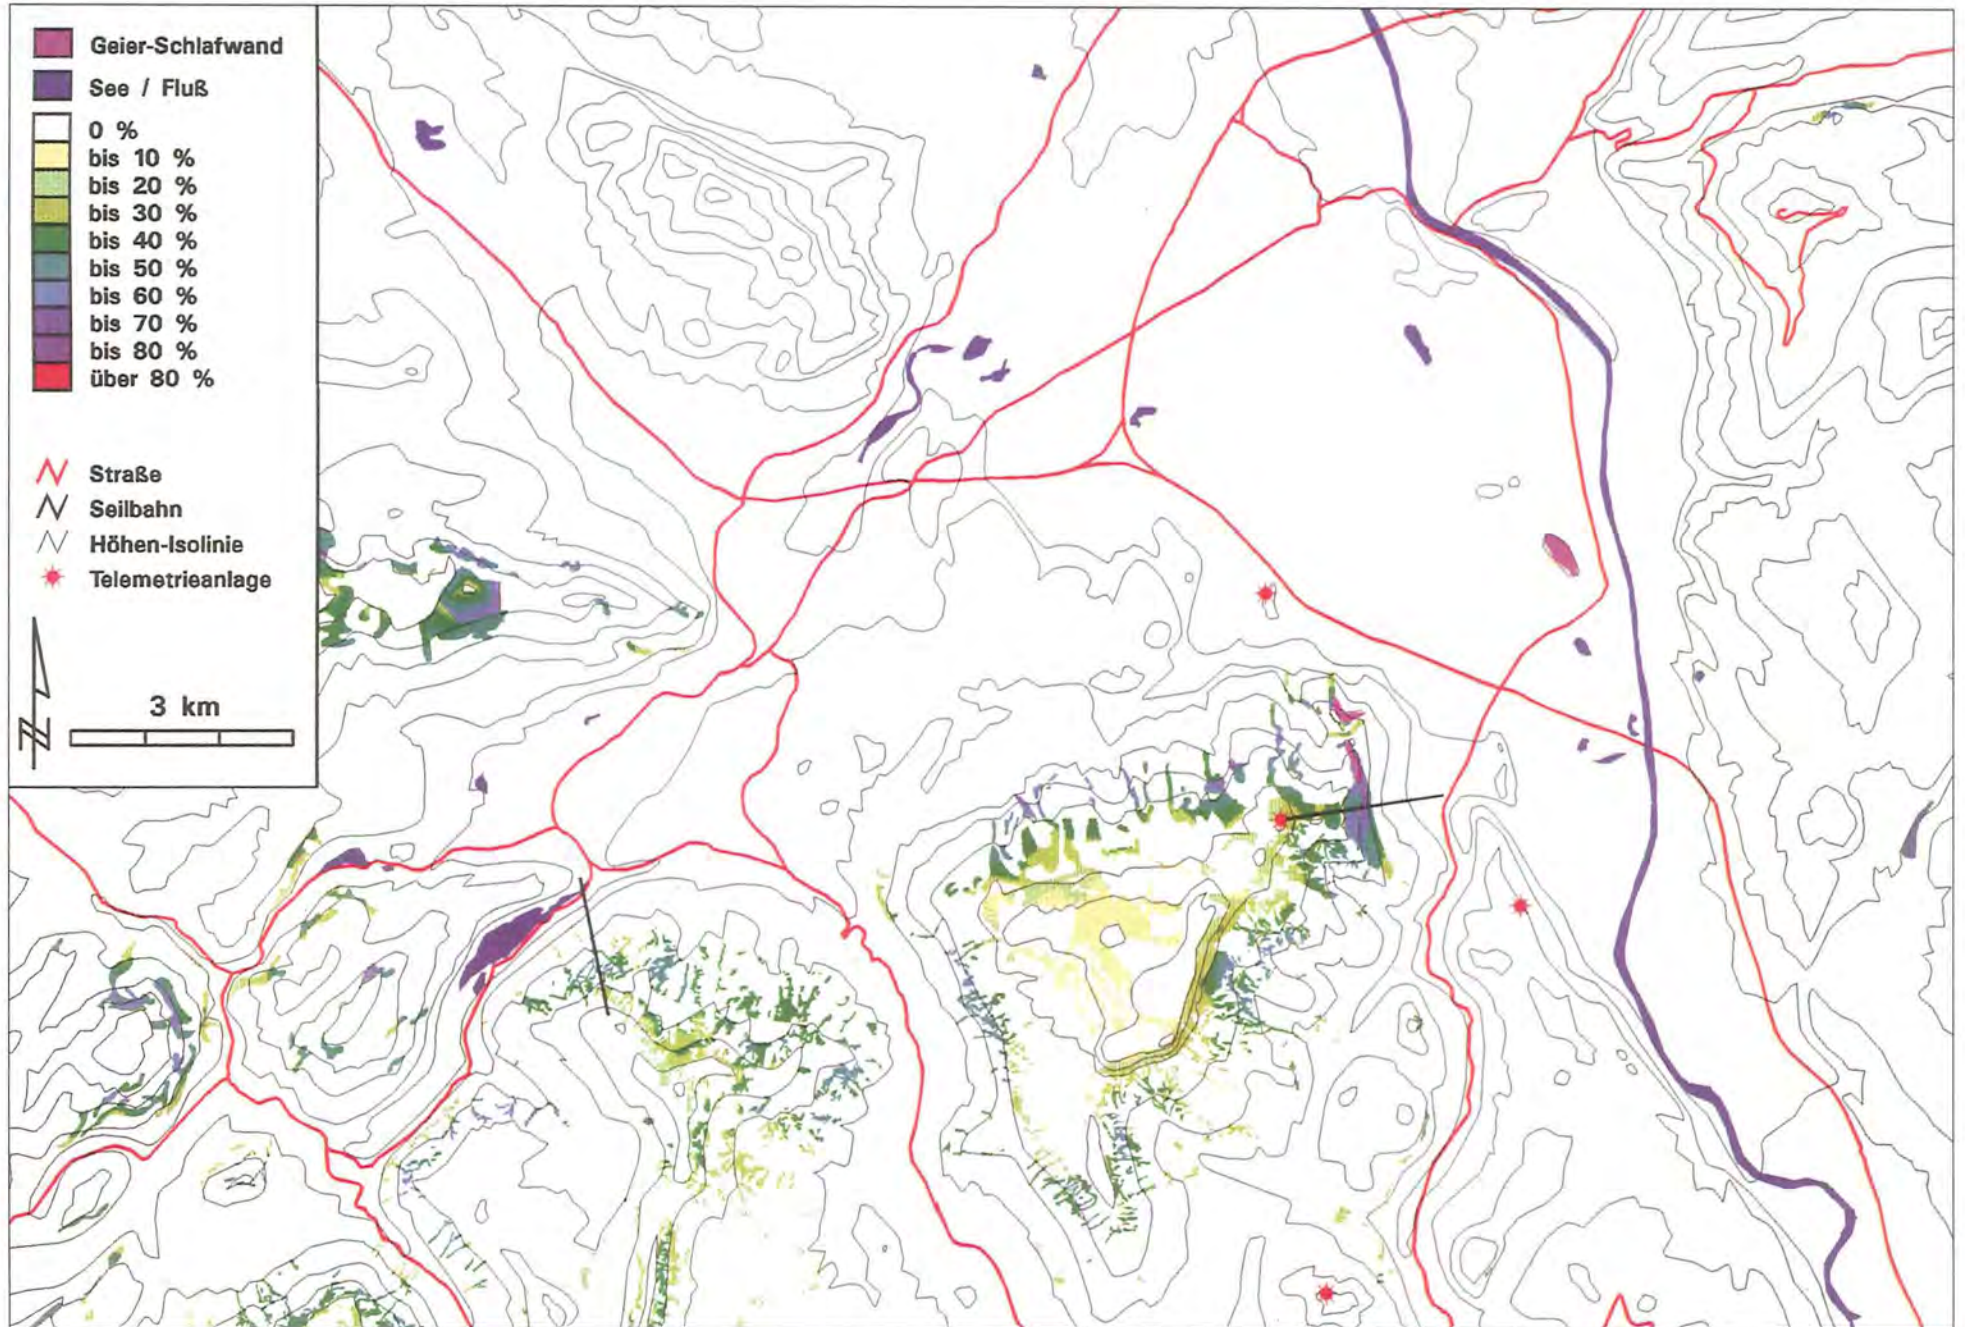 Geier-Schlafwand
See / Fluß
0 %
bis 10 %
bis 20 %
bis 30 %
bis 40 %
bis 50 %
bis 60 %
bis 70 %
bis 80 %
über 80 %
Straße
Seilbahn
Höhen-Isolinie
Telemetrieanlage
N
3 km